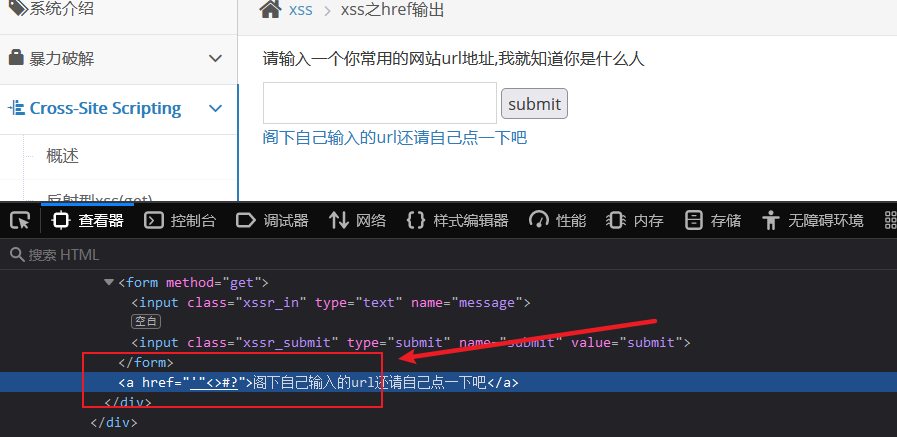 系统介绍
xss > xss之href输出
暴力破解
请输入一个你常用的网站url地址,我就知道你是什么人
submit
Cross-Site Scripting
阁下自己输入的url还请自己点一下吧
概述
反射型xss(get)
查看器 控制台 调试器 网络 样式编辑器 性能 内存 存储 无障碍环境
搜索 HTML
<form method="get">
<input class="xssr_in" type="text" name="message">
空白
<input class="xssr_submit" type="submit" name="submit" value="submit">
</form>
<a href="'"<>#?">阁下自己输入的url还请自己点一下吧</a>
</div>
</div>